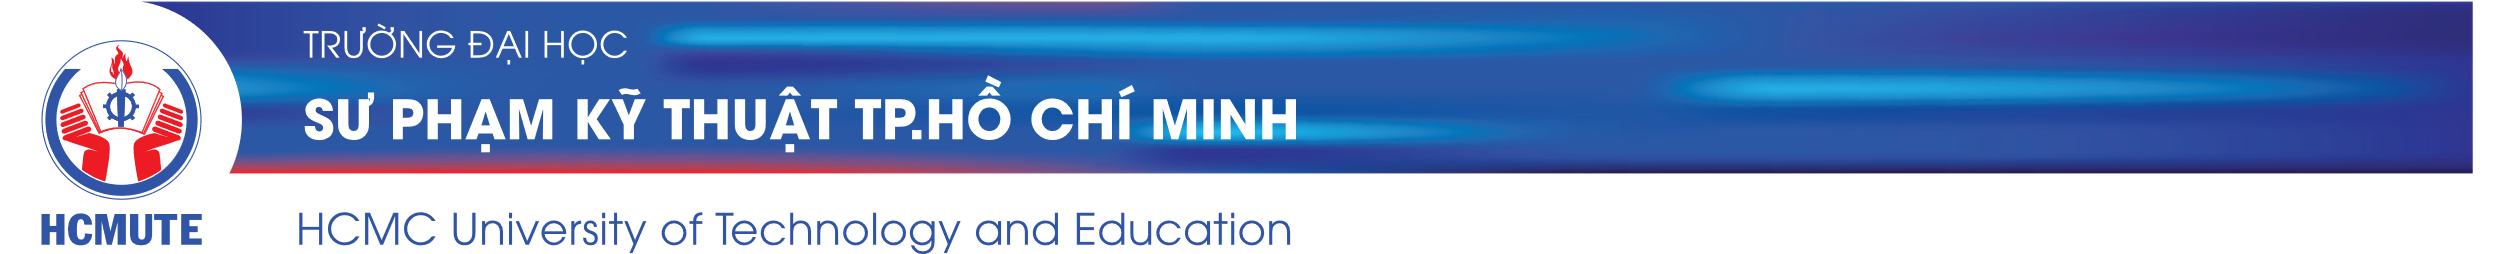 TRƯỜNG ĐẠI HỌC
SƯ PHẠM KỸ THUẬT TP.HỒ CHÍ MINH
HCMUTE
HCMC University of Technology and Education